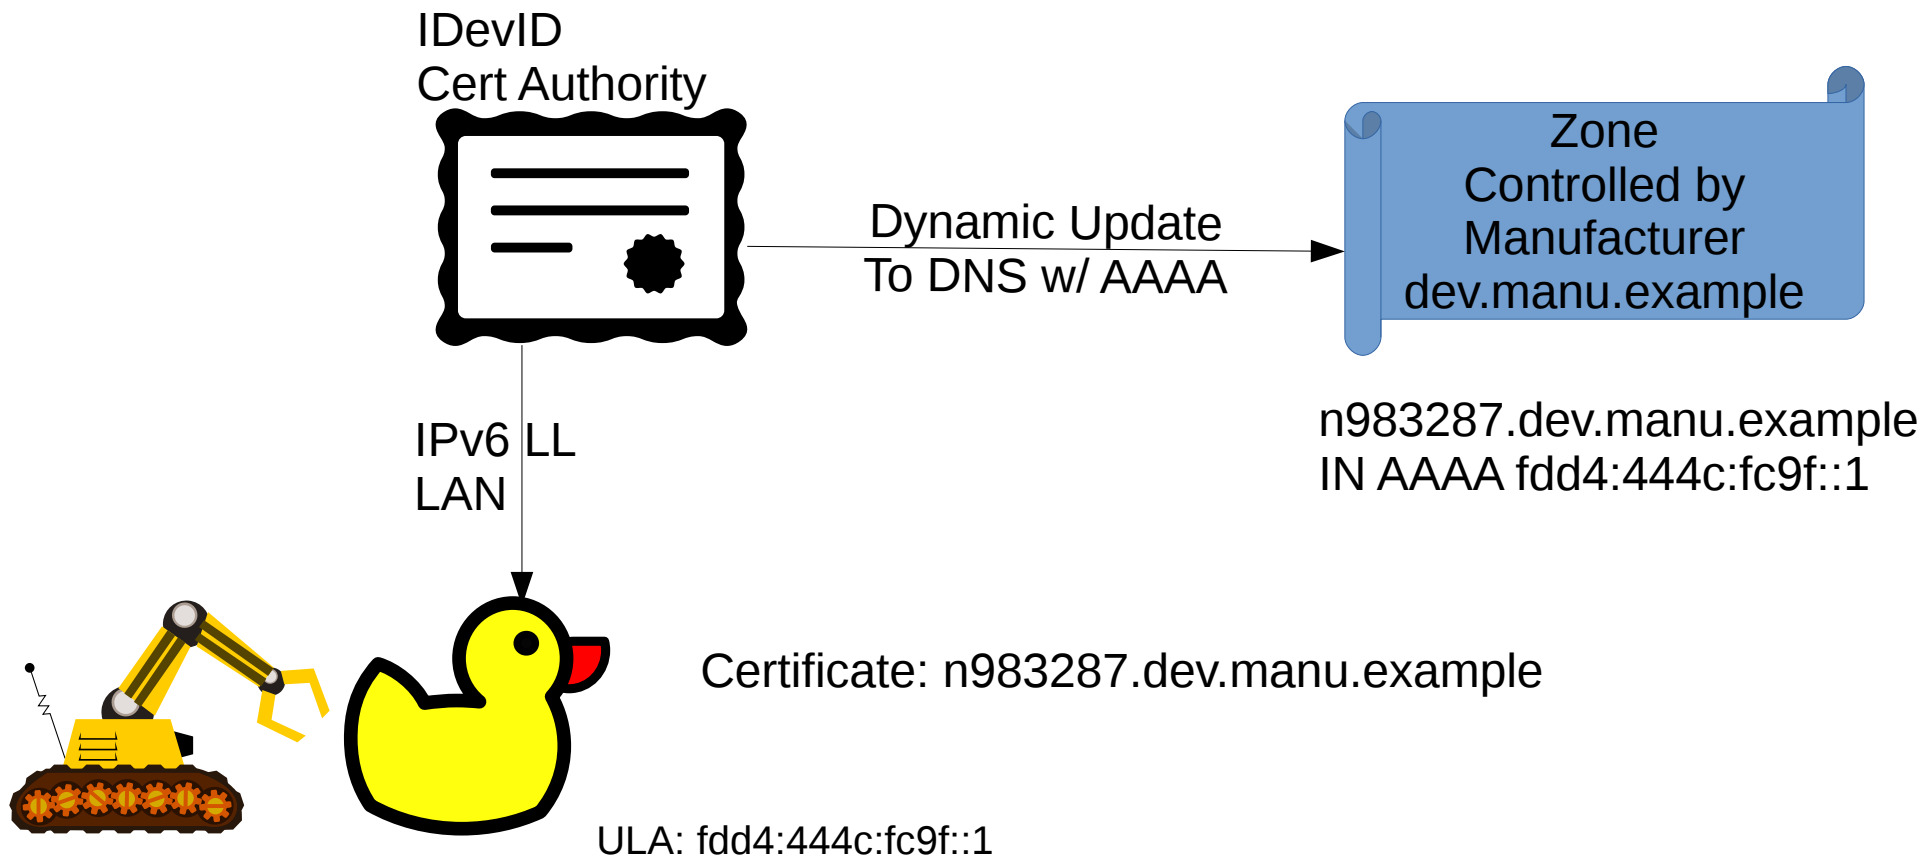 IDevID
Cert Authority
Dynamic Update
To DNS w/ AAAA
Zone
Controlled by
Manufacturer
dev.manu.example
n983287.dev.manu.example
IN AAAA fdd4:444c:fc9f::1
IPv6 LL
LAN
Certificate: n983287.dev.manu.example
ULA: fdd4:444c:fc9f::1